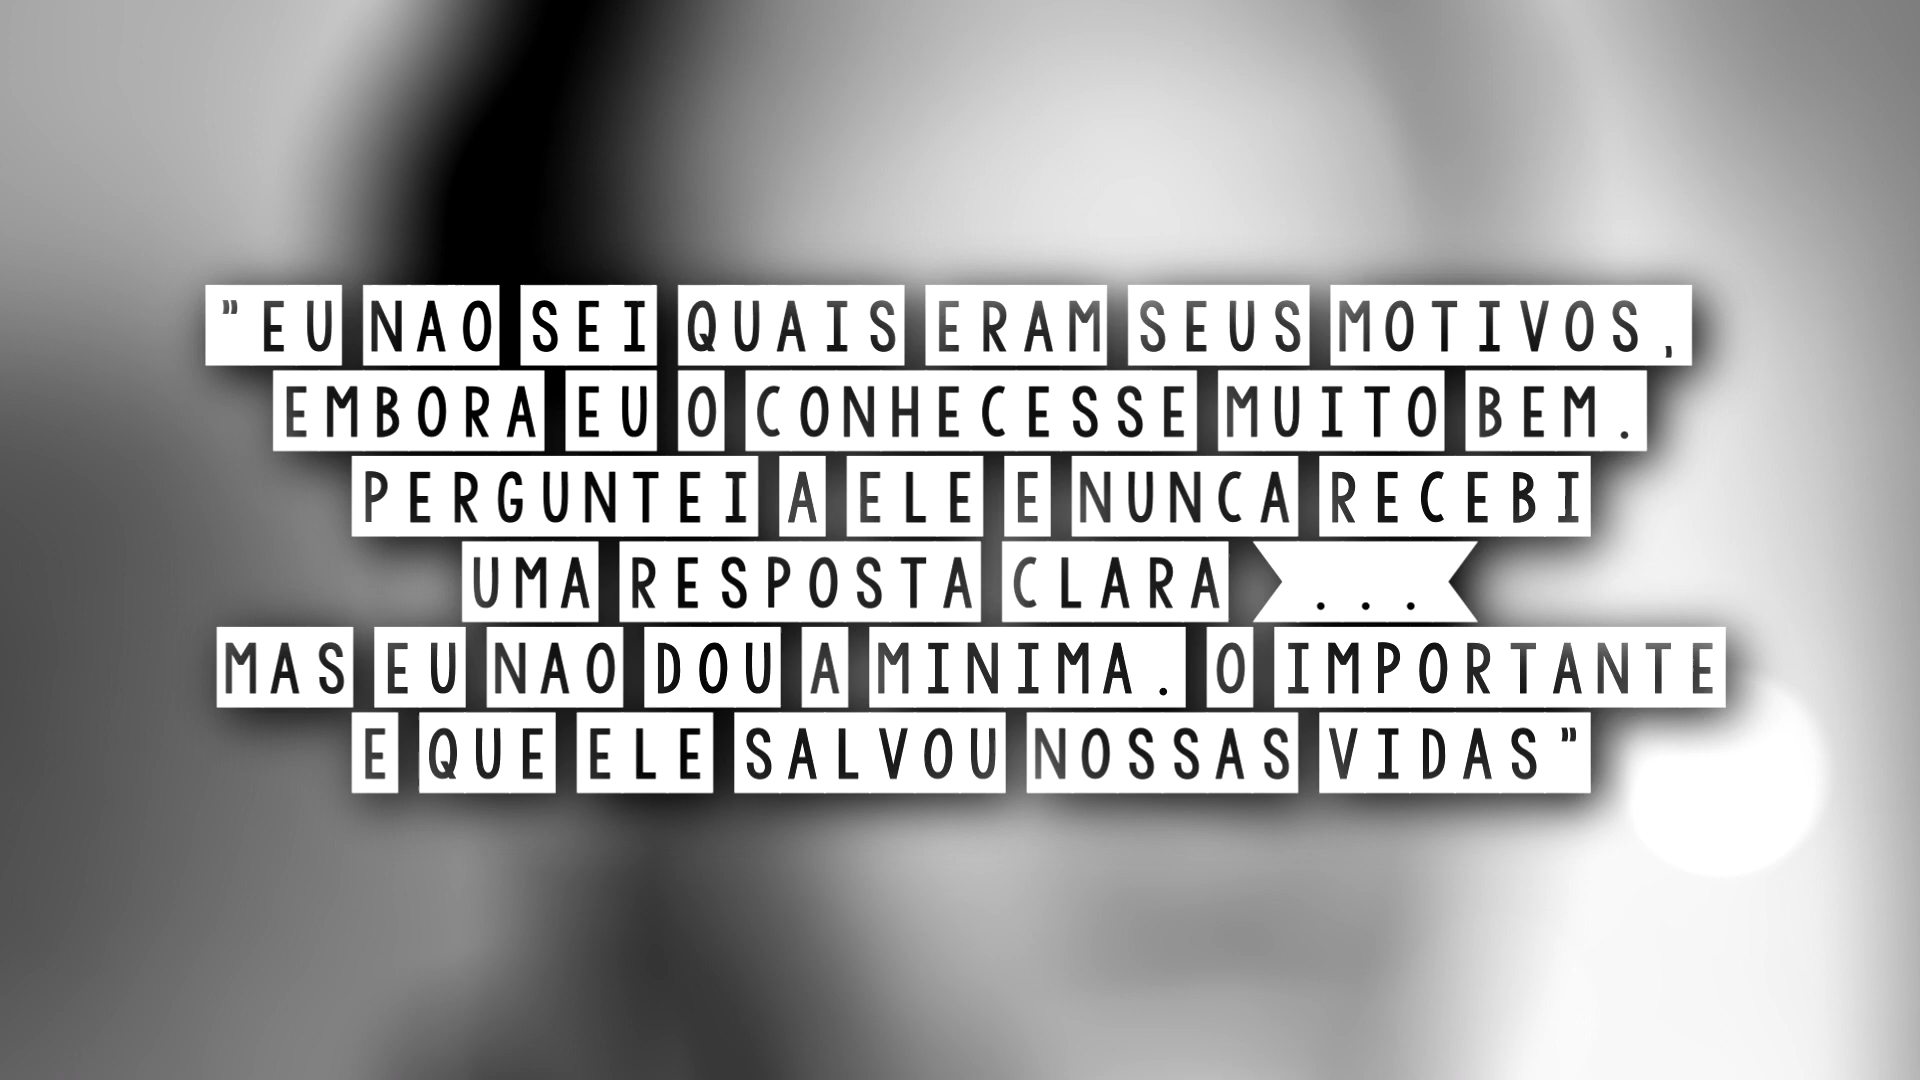 "EU NAO SEI QUAIS ERAM SEUS MOTIVOS,
EMBORA EU O CONHECESSE MUITO BEM.
PERGUNTEI A ELE E NUNCA RECEBI
UMA RESPOSTA CLARA ...
MAS EU NAO DOU A MINIMA. O IMPORTANTE
E QUE ELE SALVOU NOSSAS VIDAS"